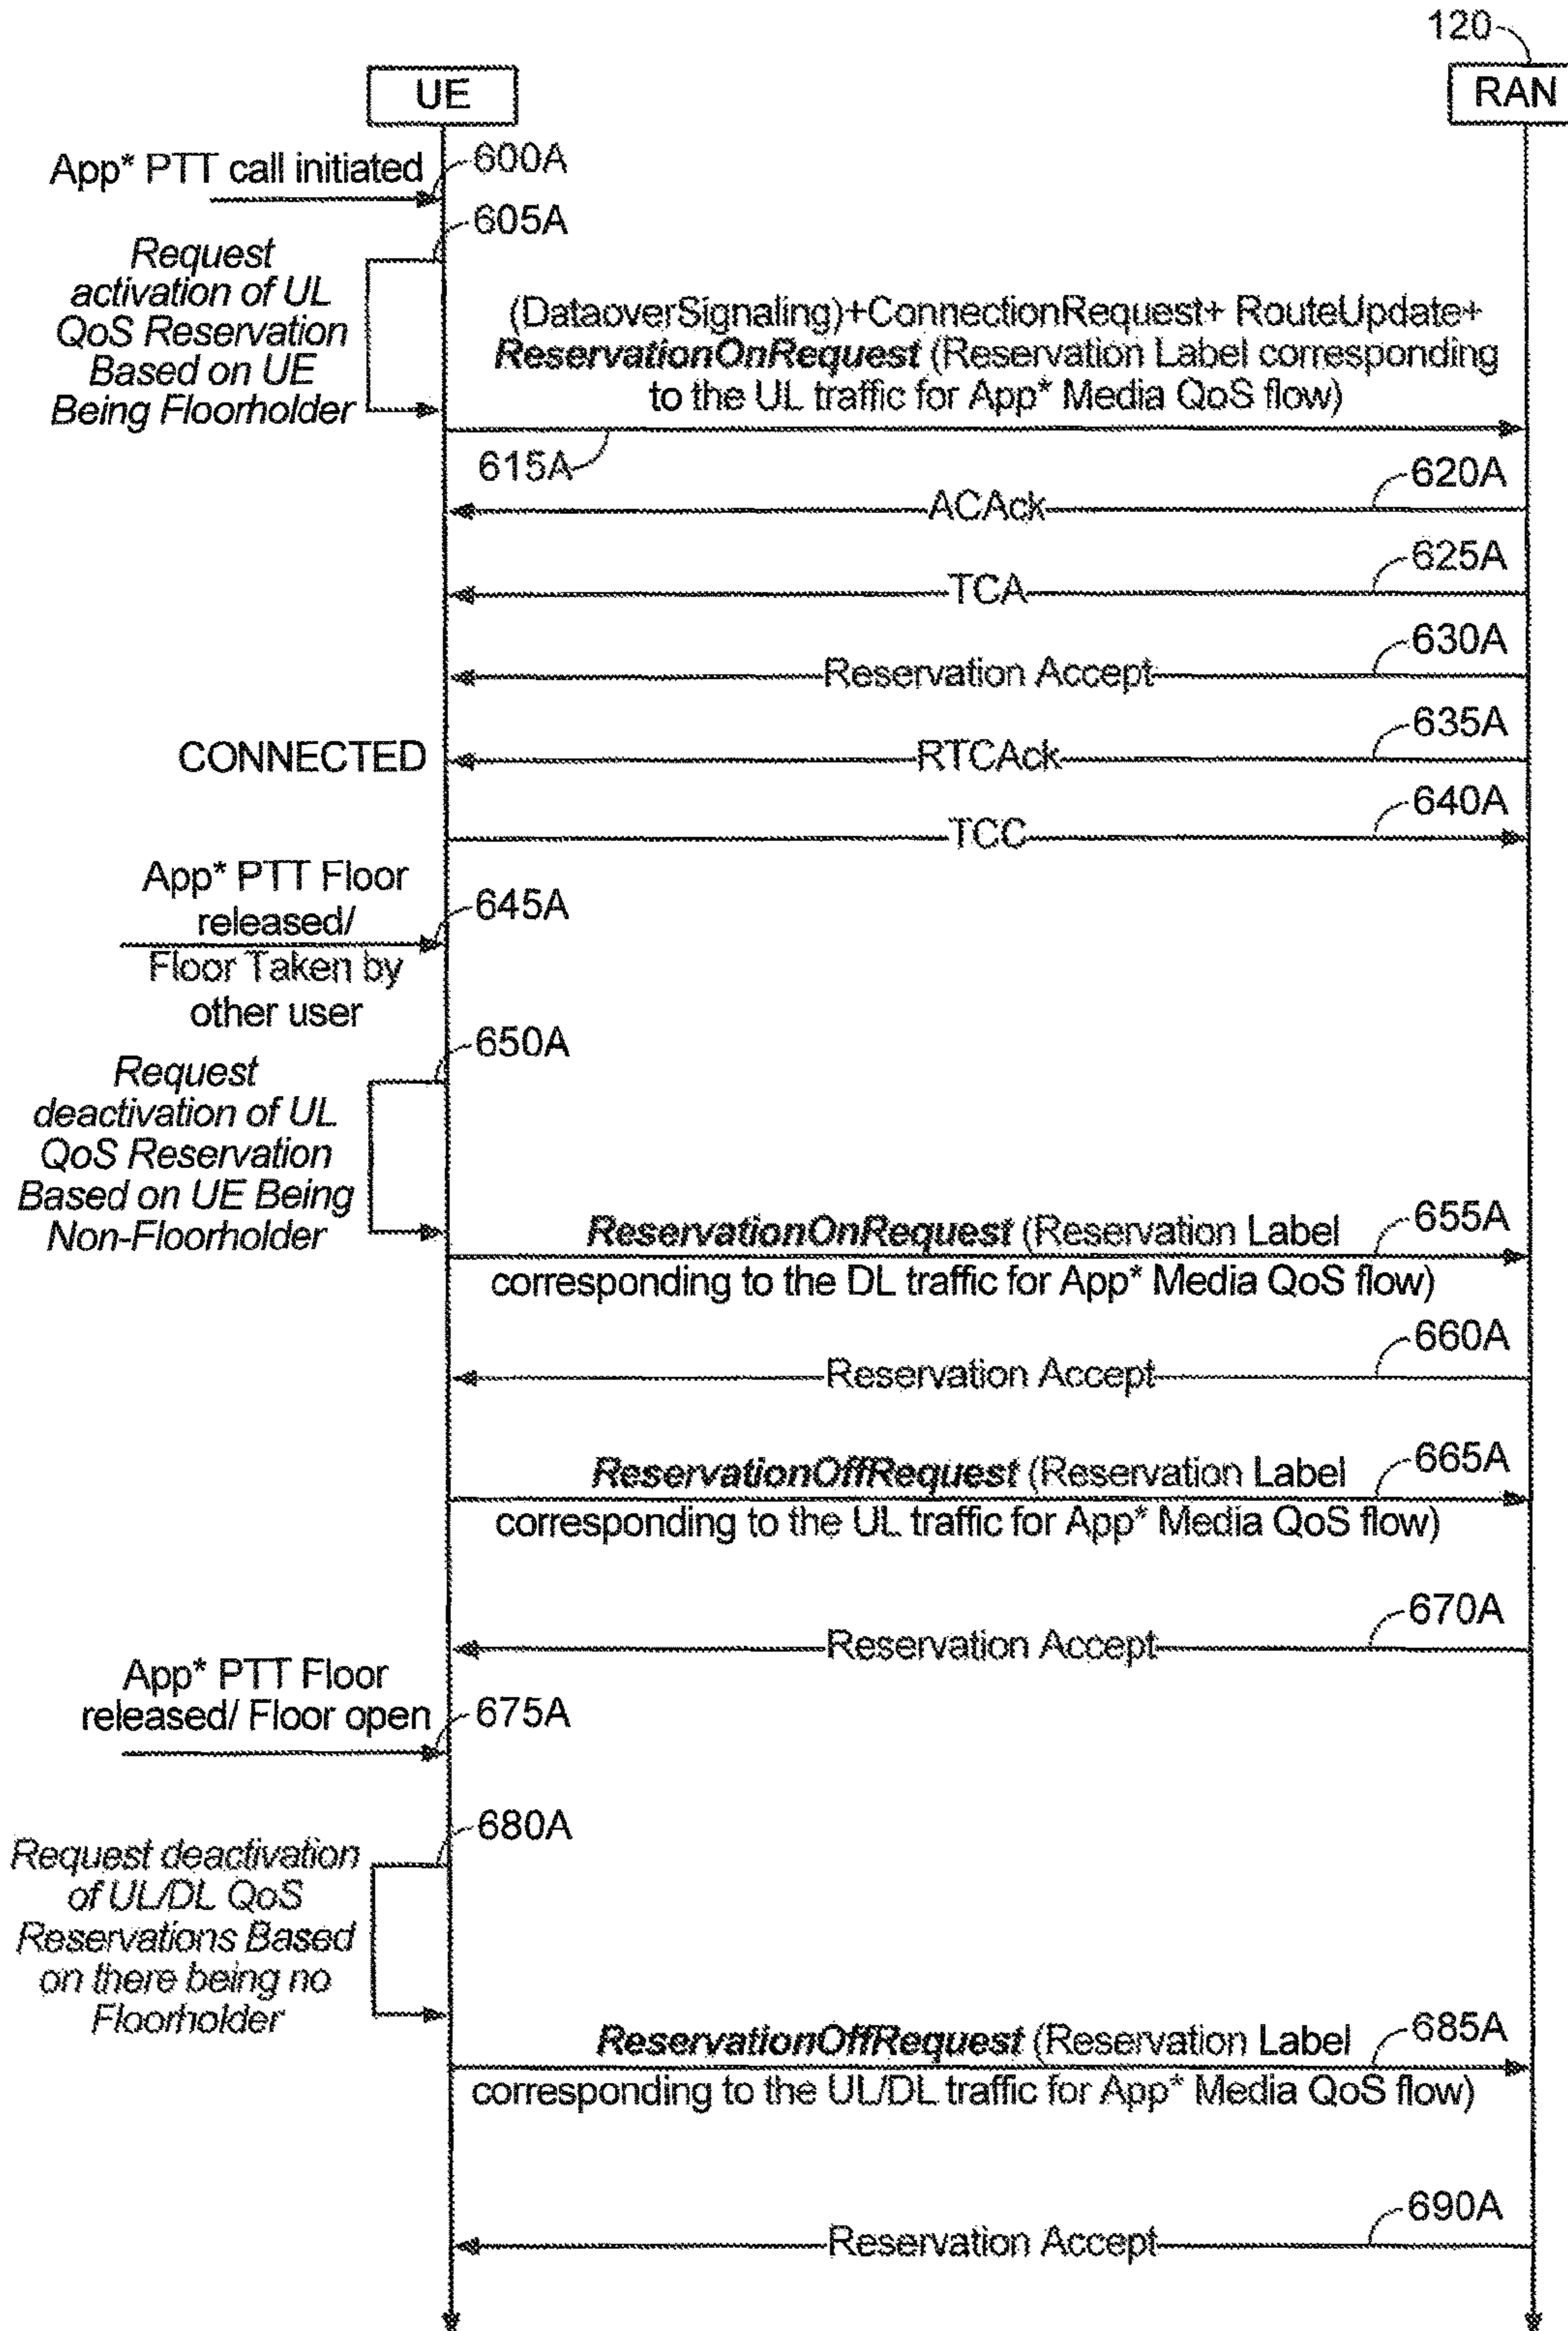 120
UE
RAN
App* PTT call initiated
600A
605A
Request
activation of UL
QoS Reservation
Based on UE
Being Floorholder
(DataoverSignaling)+ConnectionRequest+ RouteUpdate+
ReservationOnRequest (Reservation Label corresponding
to the UL traffic for App* Media QoS flow)
615A
620A
ACAck
625A
TCA
630A
Reservation Accept
635A
CONNECTED
RTCAck
640A
TCC
App* PTT Floor
released/
645A
Floor Taken by
other user
650A
Request
deactivation of UL
QoS Reservation
Based on UE Being
Non-Floorholder
ReservationOnRequest (Reservation Label
655A
corresponding to the DL traffic for App* Media QoS flow)
660A
Reservation Accept
ReservationOffRequest (Reservation Label
665A
corresponding to the UL traffic for App* Media QoS flow)
670A
Reservation Accept
App* PTT Floor
released/ Floor open
675A
680A
Request deactivation
of UL/DL QoS
Reservations Based
on there being no
Floorholder
ReservationOffRequest (Reservation Label
685A
corresponding to the UL/DL traffic for App* Media QoS flow)
690A
Reservation Accept